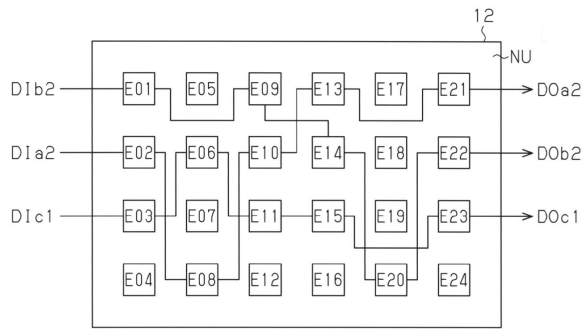 12
NU
DIb2 E01 E05 E09 E13 E17 E21 DOa2
DIa2 E02 E06 E10 E14 E18 E22 DOb2
DIc1 E03 E07 E11 E15 E19 E23 DOc1
E04 E08 E12 E16 E20 E24